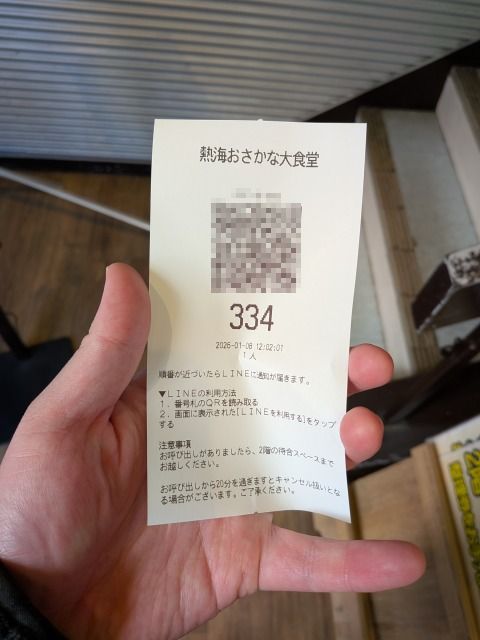 熱海おさかな大食堂
334
2026-01-06 12:02:07
1人
順番が近づいたらLINEに通知が届きます。
▼LINEの利用方法
1. 番号札のQRを読み取る
2. 画面に表示された[LINEを利用する]をタップ
する
注意事項
お呼び出しがありましたら、2階の待合スペースまで
お越しください。
お呼び出しから20分を過ぎますとキャンセル扱いとな
る場合がございます。ご了承ください。